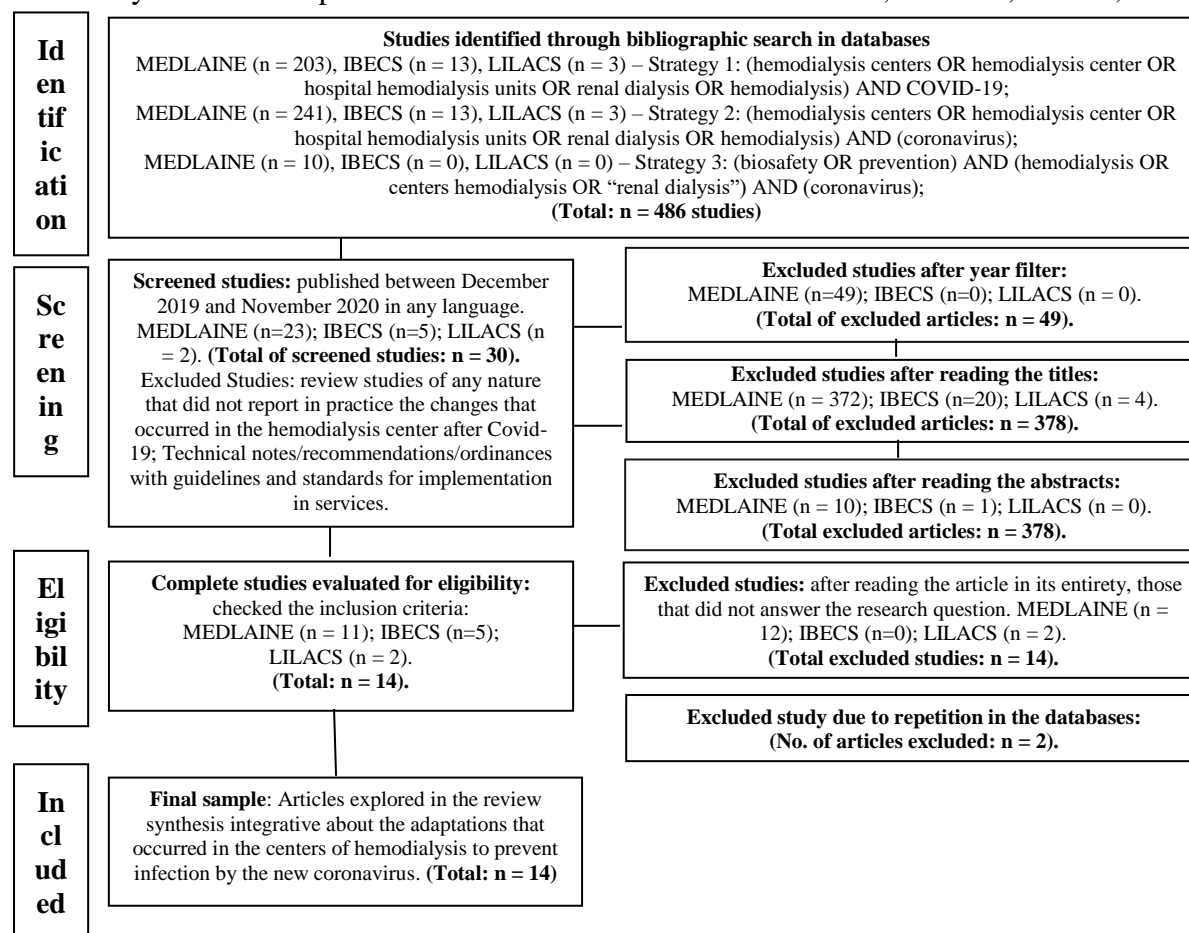 Id
en
tif
ic
ati
on
Studies identified through bibliographic search in databases
MEDLAINE (n = 203), IBECS (n = 13), LILACS (n = 3) – Strategy 1: (hemodialysis centers OR hemodialysis center OR
hospital hemodialysis units OR renal dialysis OR hemodialysis) AND COVID-19;
MEDLAINE (n = 241), IBECS (n = 13), LILACS (n = 3) – Strategy 2: (hemodialysis centers OR hemodialysis center OR
hospital hemodialysis units OR renal dialysis OR hemodialysis) AND (coronavirus);
MEDLAINE (n = 10), IBECS (n = 0), LILACS (n = 0) – Strategy 3: (biosafety OR prevention) AND (hemodialysis OR
centers hemodialysis OR “renal dialysis”) AND (coronavirus);
(Total: n = 486 studies)
Sc
re
en
in
g
Screened studies: published between December
2019 and November 2020 in any language.
MEDLAINE (n=23); IBECS (n=5); LILACS (n
= 2). (Total of screened studies: n = 30).
Excluded Studies: review studies of any nature
that did not report in practice the changes that
occurred in the hemodialysis center after Covid-
19; Technical notes/recommendations/ordinances
with guidelines and standards for implementation
in services.
Excluded studies after year filter:
MEDLAINE (n=49); IBECS (n=0); LILACS (n = 0).
(Total of excluded articles: n = 49).
Excluded studies after reading the titles:
MEDLAINE (n = 372); IBECS (n=20); LILACS (n = 4).
(Total of excluded articles: n = 378).
Excluded studies after reading the abstracts:
MEDLAINE (n = 10); IBECS (n = 1); LILACS (n = 0).
(Total excluded articles: n = 378).
El
igi
bil
ity
Complete studies evaluated for eligibility:
checked the inclusion criteria:
MEDLAINE (n = 11); IBECS (n=5);
LILACS (n = 2).
(Total: n = 14).
Excluded studies: after reading the article in its entirety, those
that did not answer the research question. MEDLAINE (n =
12); IBECS (n=0); LILACS (n = 2).
(Total excluded studies: n = 14).
Excluded study due to repetition in the databases:
(No. of articles excluded: n = 2).
In
cl
ud
ed
Final sample: Articles explored in the review
synthesis integrative about the adaptations that
occurred in the centers of hemodialysis to prevent
infection by the new coronavirus. (Total: n = 14)